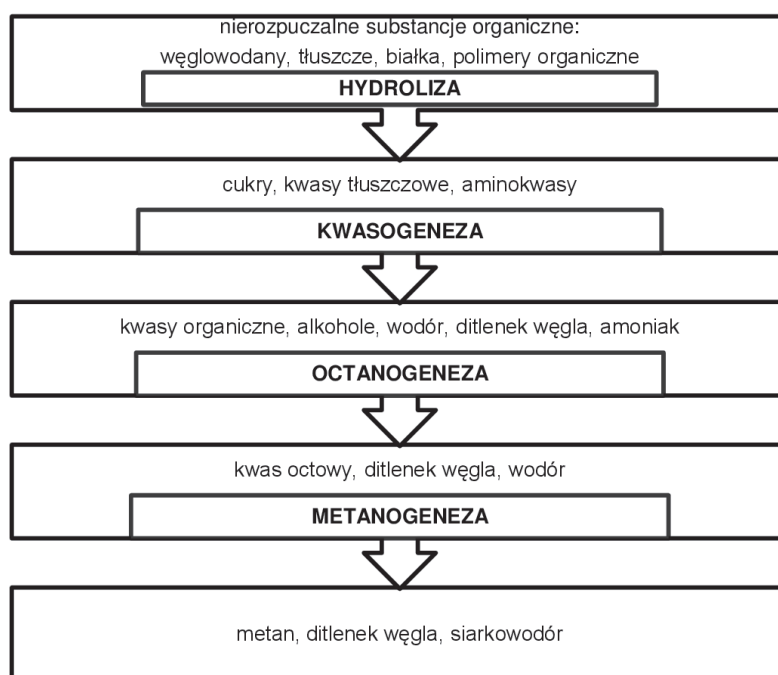 nierozpuczalne substancje organiczne:
węglowodany, tłuszcze, białka, polimery organiczne
HYDROLIZA
cukry, kwasy tłuszczowe, aminokwasy
KWASOGENEZA
kwasy organiczne, alkohole, wodór, ditlenek węgla, amoniak
OCTANOGENEZA
kwas octowy, ditlenek węgla, wodór
METANOGENEZA
metan, ditlenek węgla, siarkowodór